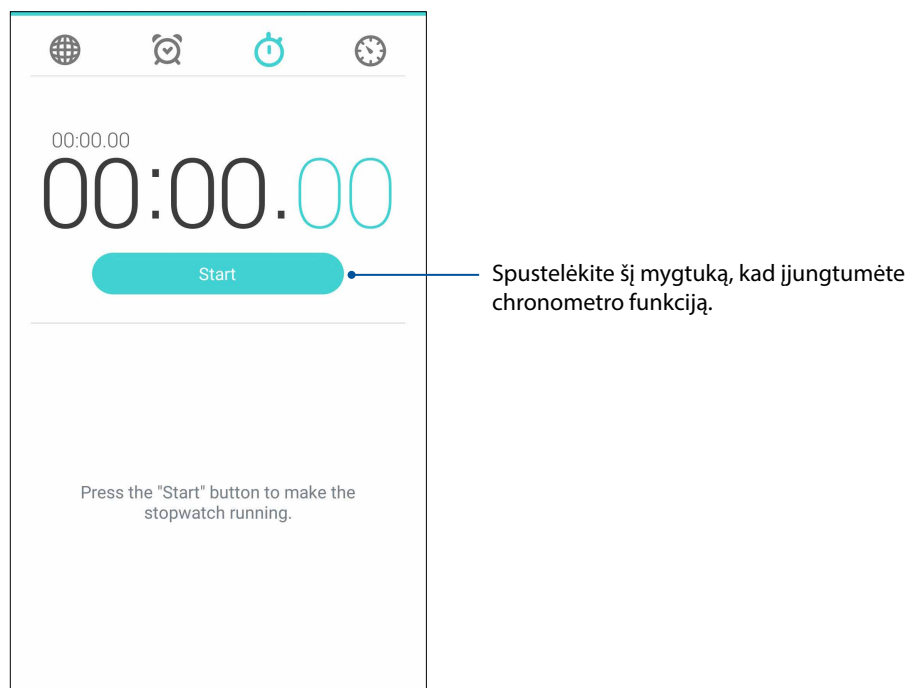 00:00.00
00:00.00
Start
Spustelėkite šį mygtuką, kad įjungtumėte
chronometro funkciją.
Press the "Start" button to make the
stopwatch running.